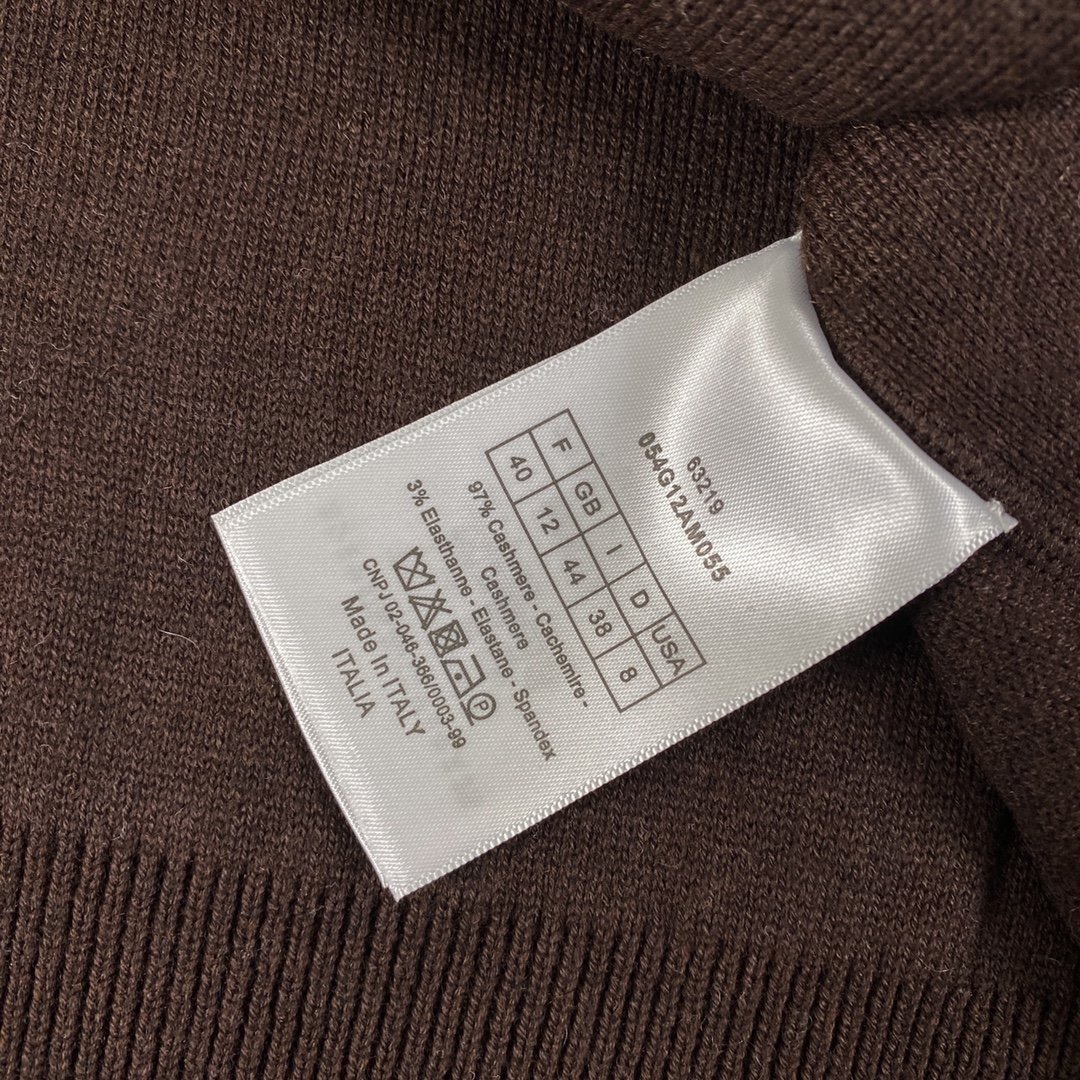 63219
054G12AM055
F GB I D USA
40 12 44 38 8
97% Cashmere - Cachemire -
Cashmere
3% Elasthanne - Elastane - Spandex
P
CNPJ 02-046-366/0003-99
Made In ITALY
ITALIA